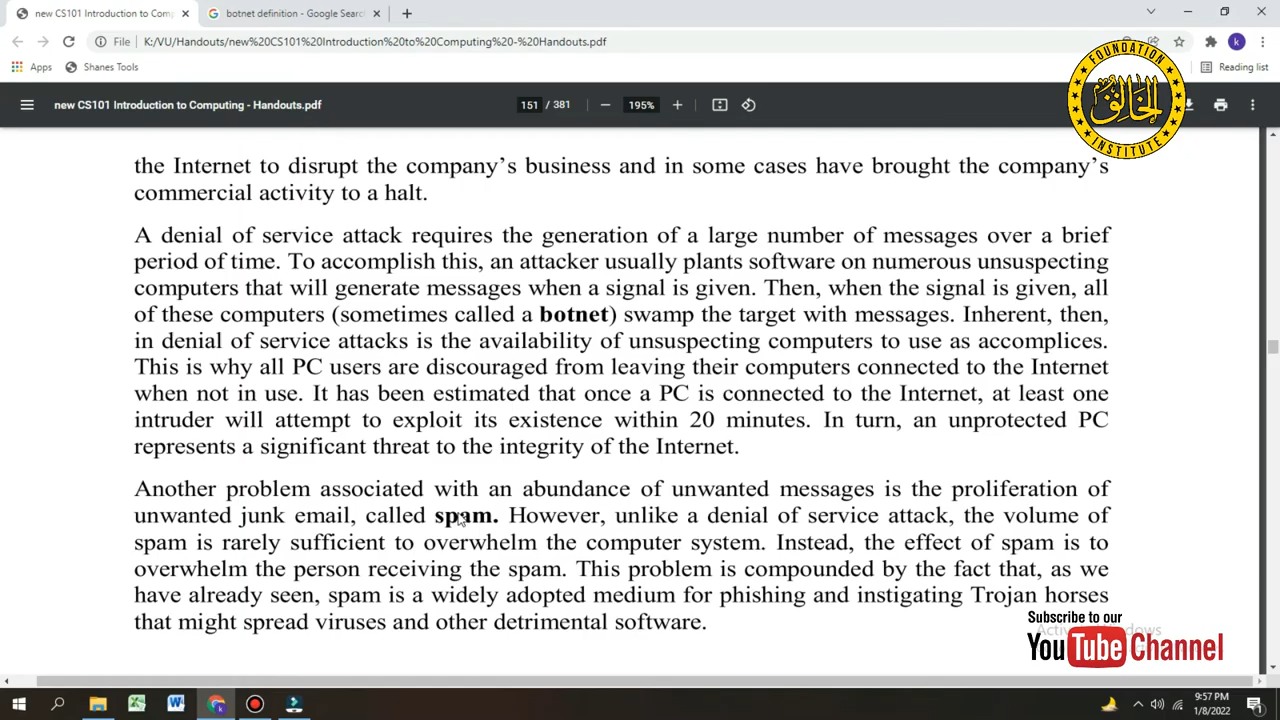 new CS101 Introduction to Comp
botnet definition - Google Searc
File
K:/VU/Handouts/new%20CS101%20Introduction%20to%20Computing%20-%20Handouts.pdf
Apps
Shanes Tools
Reading list
FOUNDATION
الخالق
INSTITUTE
new CS101 Introduction to Computing - Handouts.pdf
151 / 381
195%
the Internet to disrupt the company's business and in some cases have brought the company's
commercial activity to a halt.
A denial of service attack requires the generation of a large number of messages over a brief
period of time. To accomplish this, an attacker usually plants software on numerous unsuspecting
computers that will generate messages when a signal is given. Then, when the signal is given, all
of these computers (sometimes called a botnet) swamp the target with messages. Inherent, then,
in denial of service attacks is the availability of unsuspecting computers to use as accomplices.
This is why all PC users are discouraged from leaving their computers connected to the Internet
when not in use. It has been estimated that once a PC is connected to the Internet, at least one
intruder will attempt to exploit its existence within 20 minutes. In turn, an unprotected PC
represents a significant threat to the integrity of the Internet.
Another problem associated with an abundance of unwanted messages is the proliferation of
unwanted junk email, called spam. However, unlike a denial of service attack, the volume of
spam is rarely sufficient to overwhelm the computer system. Instead, the effect of spam is to
overwhelm the person receiving the spam. This problem is compounded by the fact that, as we
have already seen, spam is a widely adopted medium for phishing and instigating Trojan horses
that might spread viruses and other detrimental software.
Subscribe to our
YouTube Channel
9:57 PM
1/8/2022